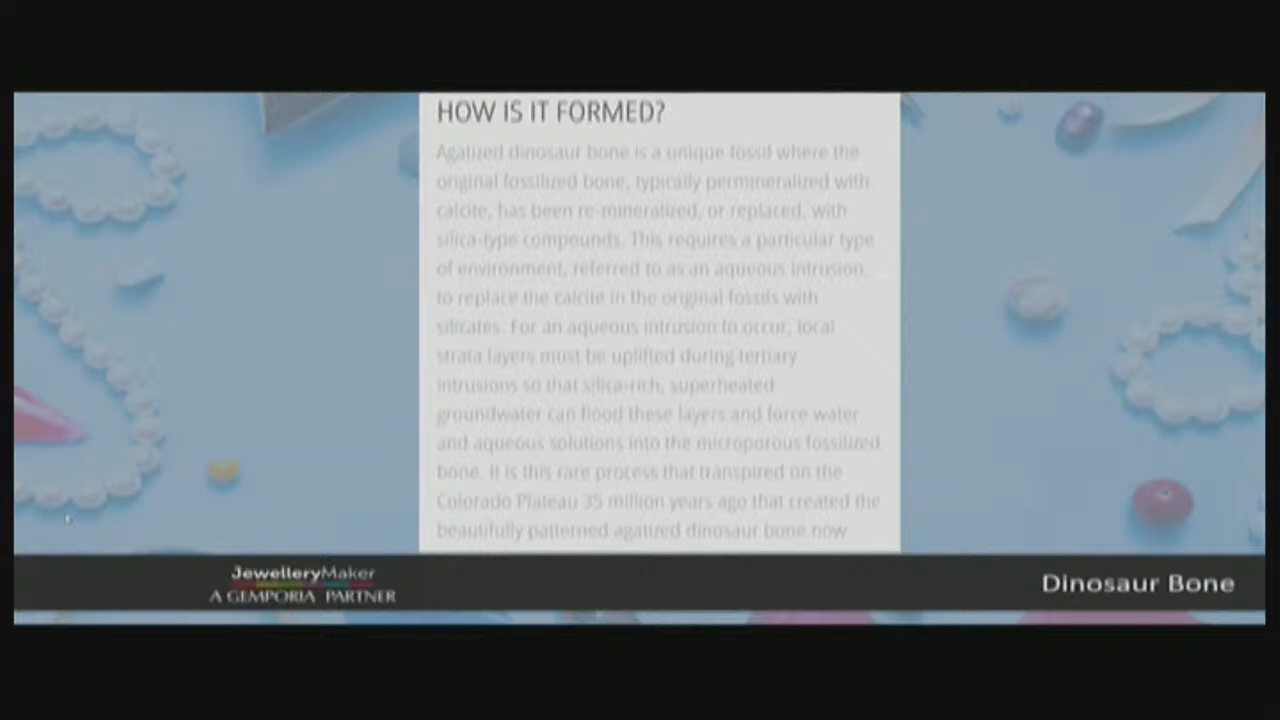 HOW IS IT FORMED?
Agatized dinosaur bone is a unique fossil where the
original fossilized bone, typically permineralized with
calcite, has been re-mineralized, or replaced, with
silica-type compounds. This requires a particular type
of environment, referred to as an aqueous intrusion,
to replace the calcite in the original fossils with
silicates. For an aqueous intrusion to occur, local
strata layers must be uplifted during tertiary
intrusions so that silica-rich, superheated
groundwater can flood these layers and force water
and aqueous solutions into the microporous fossilized
bone. It is this rare process that transpired on the
Colorado Plateau 35 million years ago that created the
beautifully patterned agatized dinosaur bone now
JewelleryMaker
A GEMPORIA PARTNER
Dinosaur Bone